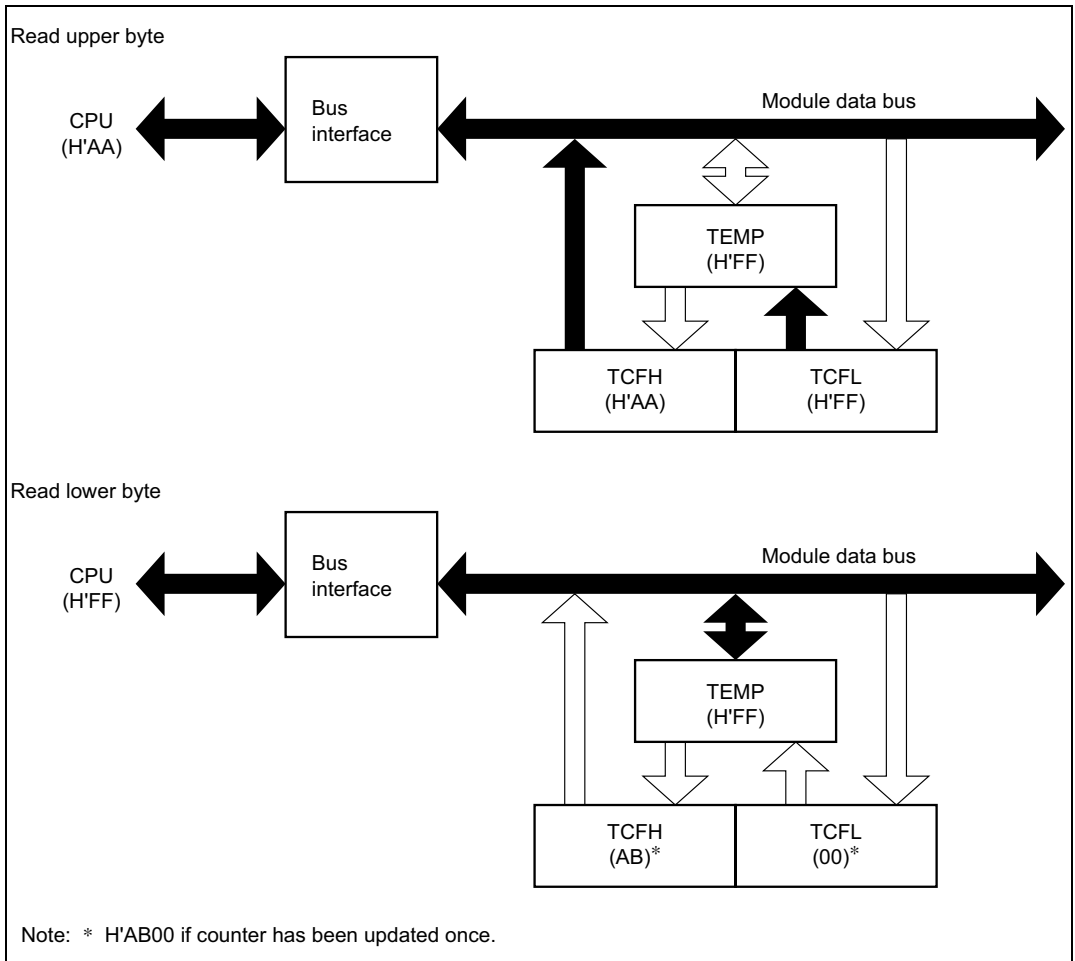 Read upper byte
CPU
(H'AA)
Bus
interface
Module data bus
TEMP
(H'FF)
TCFH
(H'AA)
TCFL
(H'FF)
Read lower byte
CPU
(H'FF)
Bus
interface
Module data bus
TEMP
(H'FF)
TCFH
(AB)*
TCFL
(00)*
Note: * H'AB00 if counter has been updated once.